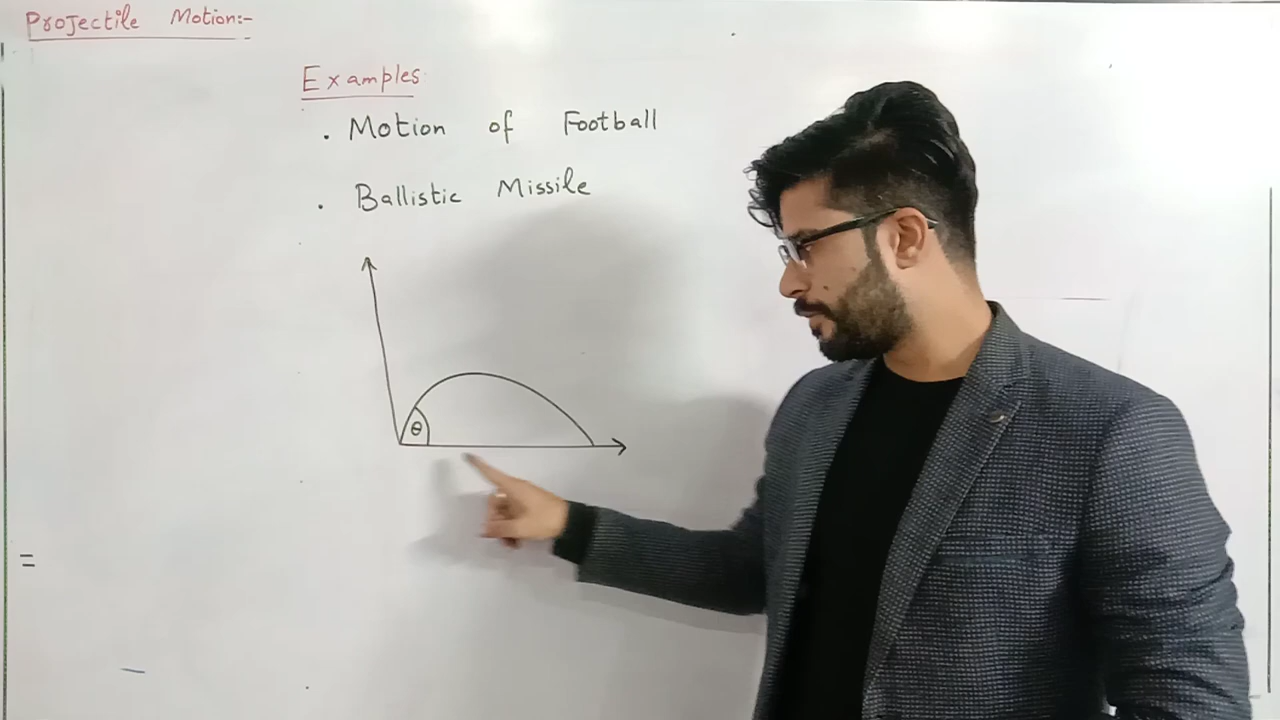 Projectile Motion:-
Examples
. Motion of Football
. Ballistic Missile
θ
=